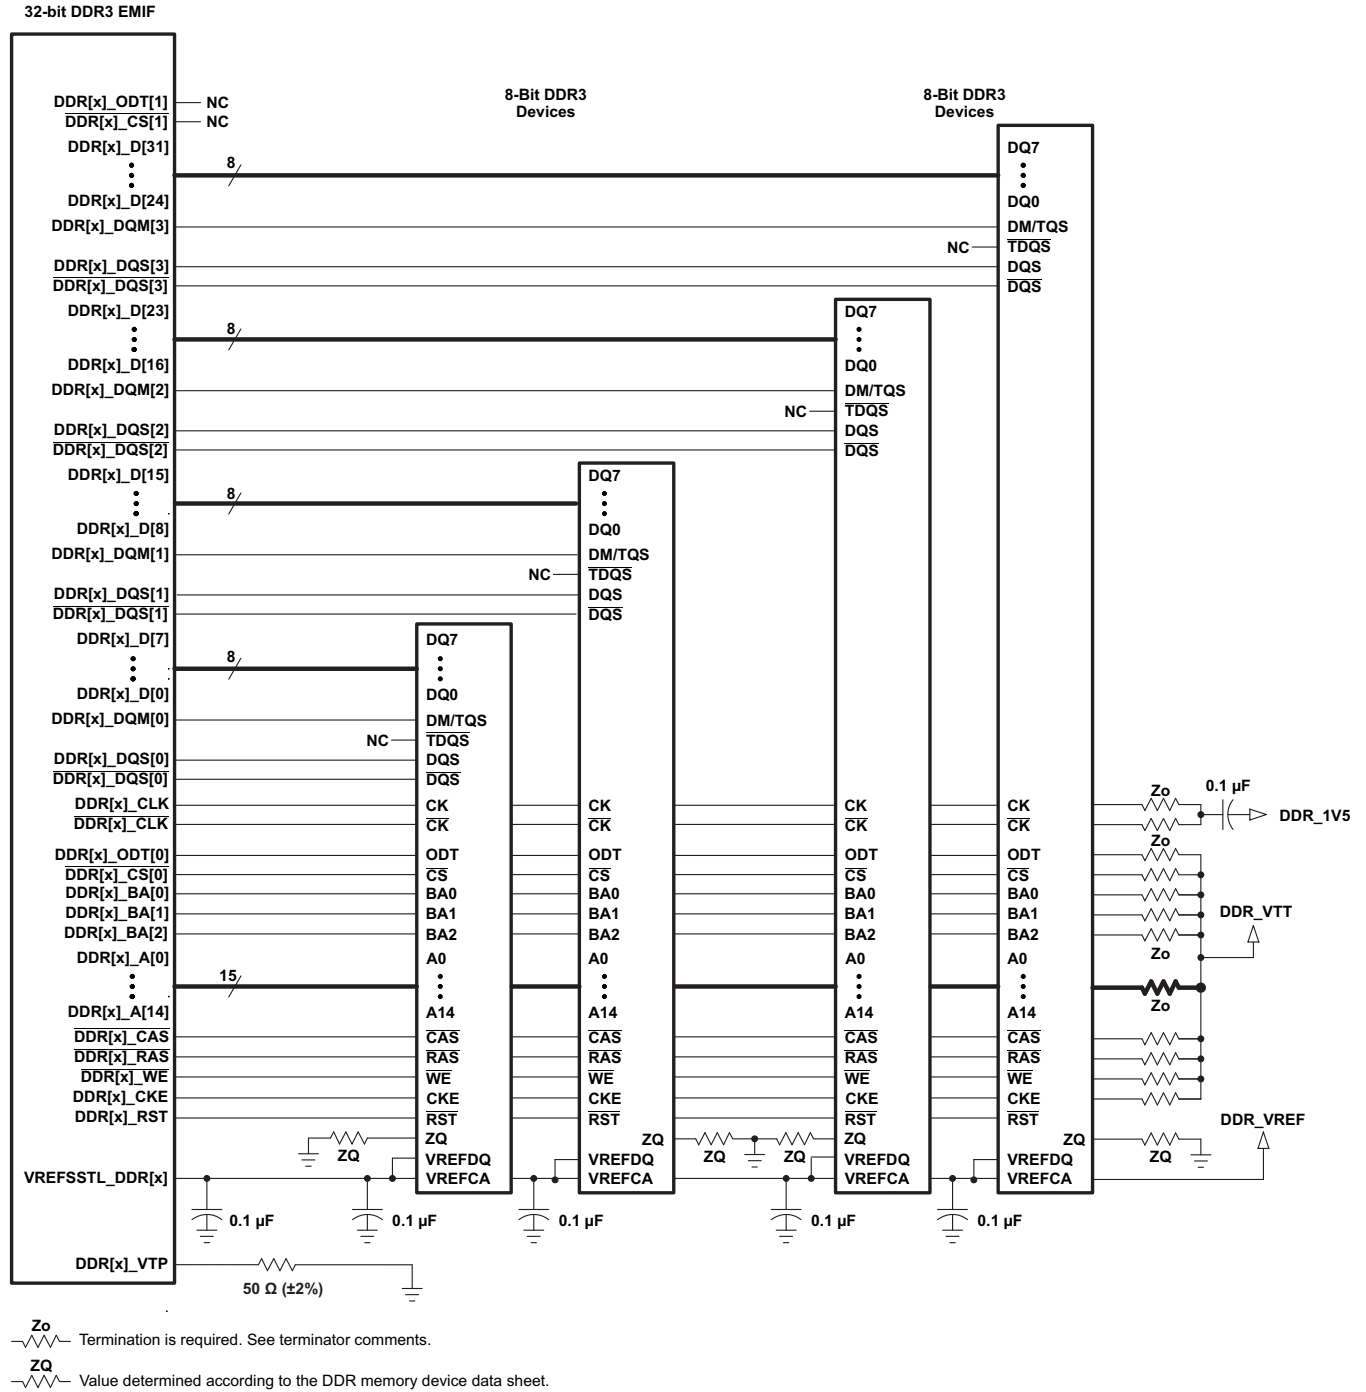 32-bit DDR3 EMIF
8-Bit DDR3
Devices
8-Bit DDR3
Devices
DDR[x]_ODT[1] NC
DDR[x]_CS[1] NC
DDR[x]_D[31] DQ7
8
DDR[x]_D[24] DQ0
DDR[x]_DQM[3] DM/TQS
NC TDQS
DDR[x]_DQS[3] DQS
DDR[x]_DQS[3] DQS
DDR[x]_D[23] DQ7
8
DDR[x]_D[16] DQ0
DDR[x]_DQM[2] DM/TQS
NC TDQS
DDR[x]_DQS[2] DQS
DDR[x]_DQS[2] DQS
DDR[x]_D[15] DQ7
8
DDR[x]_D[8] DQ0
DDR[x]_DQM[1] DM/TQS
NC TDQS
DDR[x]_DQS[1] DQS
DDR[x]_DQS[1] DQS
DDR[x]_D[7] DQ7
8
DDR[x]_D[0] DQ0
DDR[x]_DQM[0] DM/TQS
NC TDQS
DDR[x]_DQS[0] DQS
DDR[x]_DQS[0] DQS
Zo 0.1 µF
DDR[x]_CLK CK CK CK CK
DDR_1V5
DDR[x]_CLK CK CK CK CK
Zo
DDR[x]_ODT[0] ODT ODT ODT ODT
DDR[x]_CS[0] CS CS CS CS
DDR[x]_BA[0] BA0 BA0 BA0 BA0
DDR[x]_BA[1] BA1 BA1 BA1 BA1 DDR_VTT
DDR[x]_BA[2] BA2 BA2 BA2 BA2
Zo
DDR[x]_A[0] A0 A0 A0 A0
15
Zo
DDR[x]_A[14] A14 A14 A14 A14
DDR[x]_CAS CAS CAS CAS CAS
DDR[x]_RAS RAS RAS RAS RAS
DDR[x]_WE WE WE WE WE
DDR[x]_CKE CKE CKE CKE CKE
DDR[x]_RST RST RST RST RST DDR_VREF
ZQ ZQ ZQ ZQ
ZQ ZQ ZQ ZQ
VREFDQ VREFDQ VREFDQ VREFDQ
VREFSSTL_DDR[x] VREFCA VREFCA VREFCA VREFCA
0.1 µF 0.1 µF 0.1 µF 0.1 µF 0.1 µF
DDR[x]_VTP
50 Ω (±2%)
Zo
Termination is required. See terminator comments.
ZQ
Value determined according to the DDR memory device data sheet.